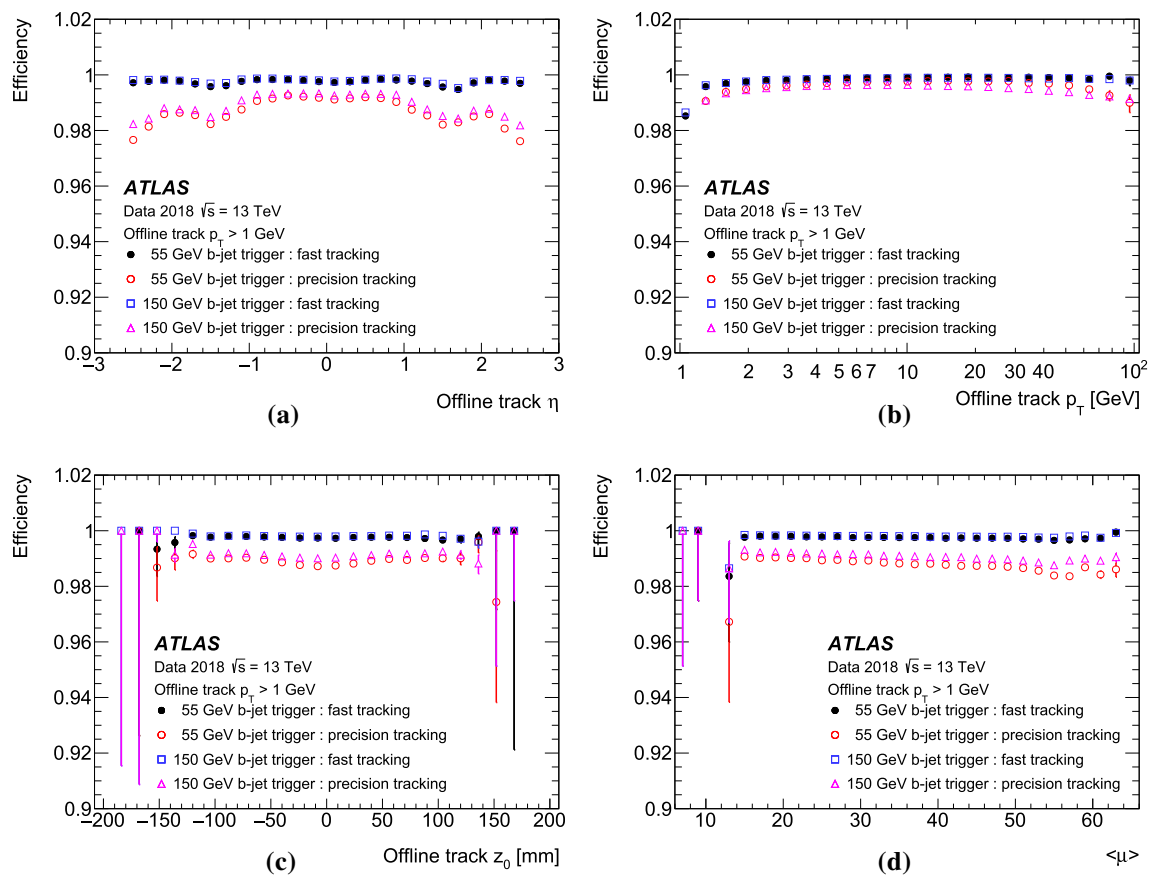 Efficiency
1.02
1
0.98
0.96
0.94
0.92
0.9
ATLAS
Data 2018 √s = 13 TeV
Offline track p_T > 1 GeV
55 GeV b-jet trigger : fast tracking
55 GeV b-jet trigger : precision tracking
150 GeV b-jet trigger : fast tracking
150 GeV b-jet trigger : precision tracking
−3 −2 −1 0 1 2 3
Offline track η
(a)
Efficiency
1.02
1
0.98
0.96
0.94
0.92
0.9
ATLAS
Data 2018 √s = 13 TeV
Offline track p_T > 1 GeV
55 GeV b-jet trigger : fast tracking
55 GeV b-jet trigger : precision tracking
150 GeV b-jet trigger : fast tracking
150 GeV b-jet trigger : precision tracking
1 2 3 4 5 6 7 10 20 30 40 10²
Offline track p_T [GeV]
(b)
Efficiency
1.02
1
0.98
0.96
0.94
0.92
0.9
ATLAS
Data 2018 √s = 13 TeV
Offline track p_T > 1 GeV
55 GeV b-jet trigger : fast tracking
55 GeV b-jet trigger : precision tracking
150 GeV b-jet trigger : fast tracking
150 GeV b-jet trigger : precision tracking
−200 −150 −100 −50 0 50 100 150 200
Offline track z_0 [mm]
(c)
Efficiency
1.02
1
0.98
0.96
0.94
0.92
0.9
ATLAS
Data 2018 √s = 13 TeV
Offline track p_T > 1 GeV
55 GeV b-jet trigger : fast tracking
55 GeV b-jet trigger : precision tracking
150 GeV b-jet trigger : fast tracking
150 GeV b-jet trigger : precision tracking
10 20 30 40 50 60
<μ>
(d)